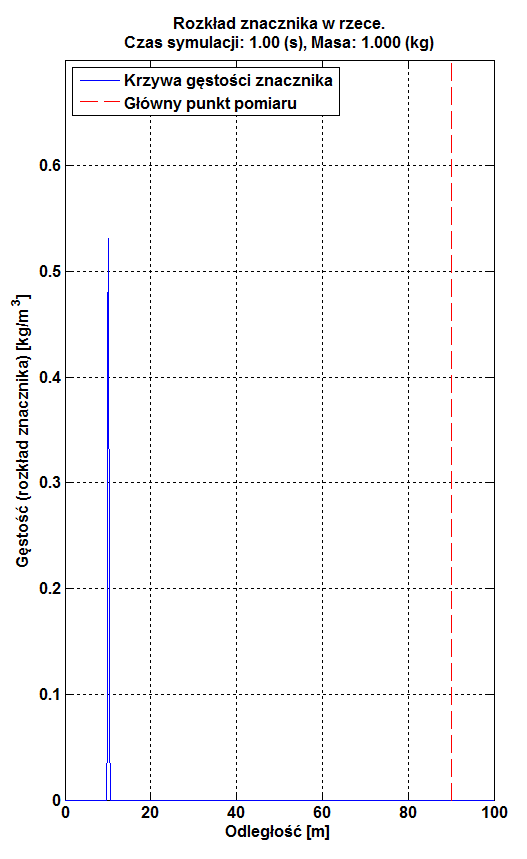 Rozkład znacznika w rzece.
Czas symulacji: 1.00 (s), Masa: 1.000 (kg)
Krzywa gęstości znacznika
Główny punkt pomiaru
Gęstość (rozkład znacznika) [kg/m³]
0.6
0.5
0.4
0.3
0.2
0.1
0
0 20 40 60 80 100
Odległość [m]